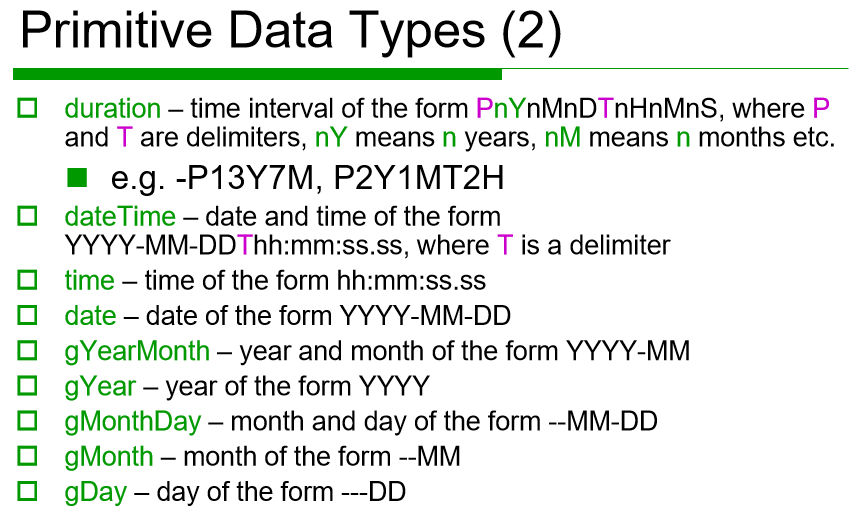 Primitive Data Types (2)
duration – time interval of the form PnYnMnDTnHnMnS, where P
and T are delimiters, nY means n years, nM means n months etc.
e.g. -P13Y7M, P2Y1MT2H
dateTime – date and time of the form
YYYY-MM-DDThh:mm:ss.ss, where T is a delimiter
time – time of the form hh:mm:ss.ss
date – date of the form YYYY-MM-DD
gYearMonth – year and month of the form YYYY-MM
gYear – year of the form YYYY
gMonthDay – month and day of the form --MM-DD
gMonth – month of the form --MM
gDay – day of the form ---DD